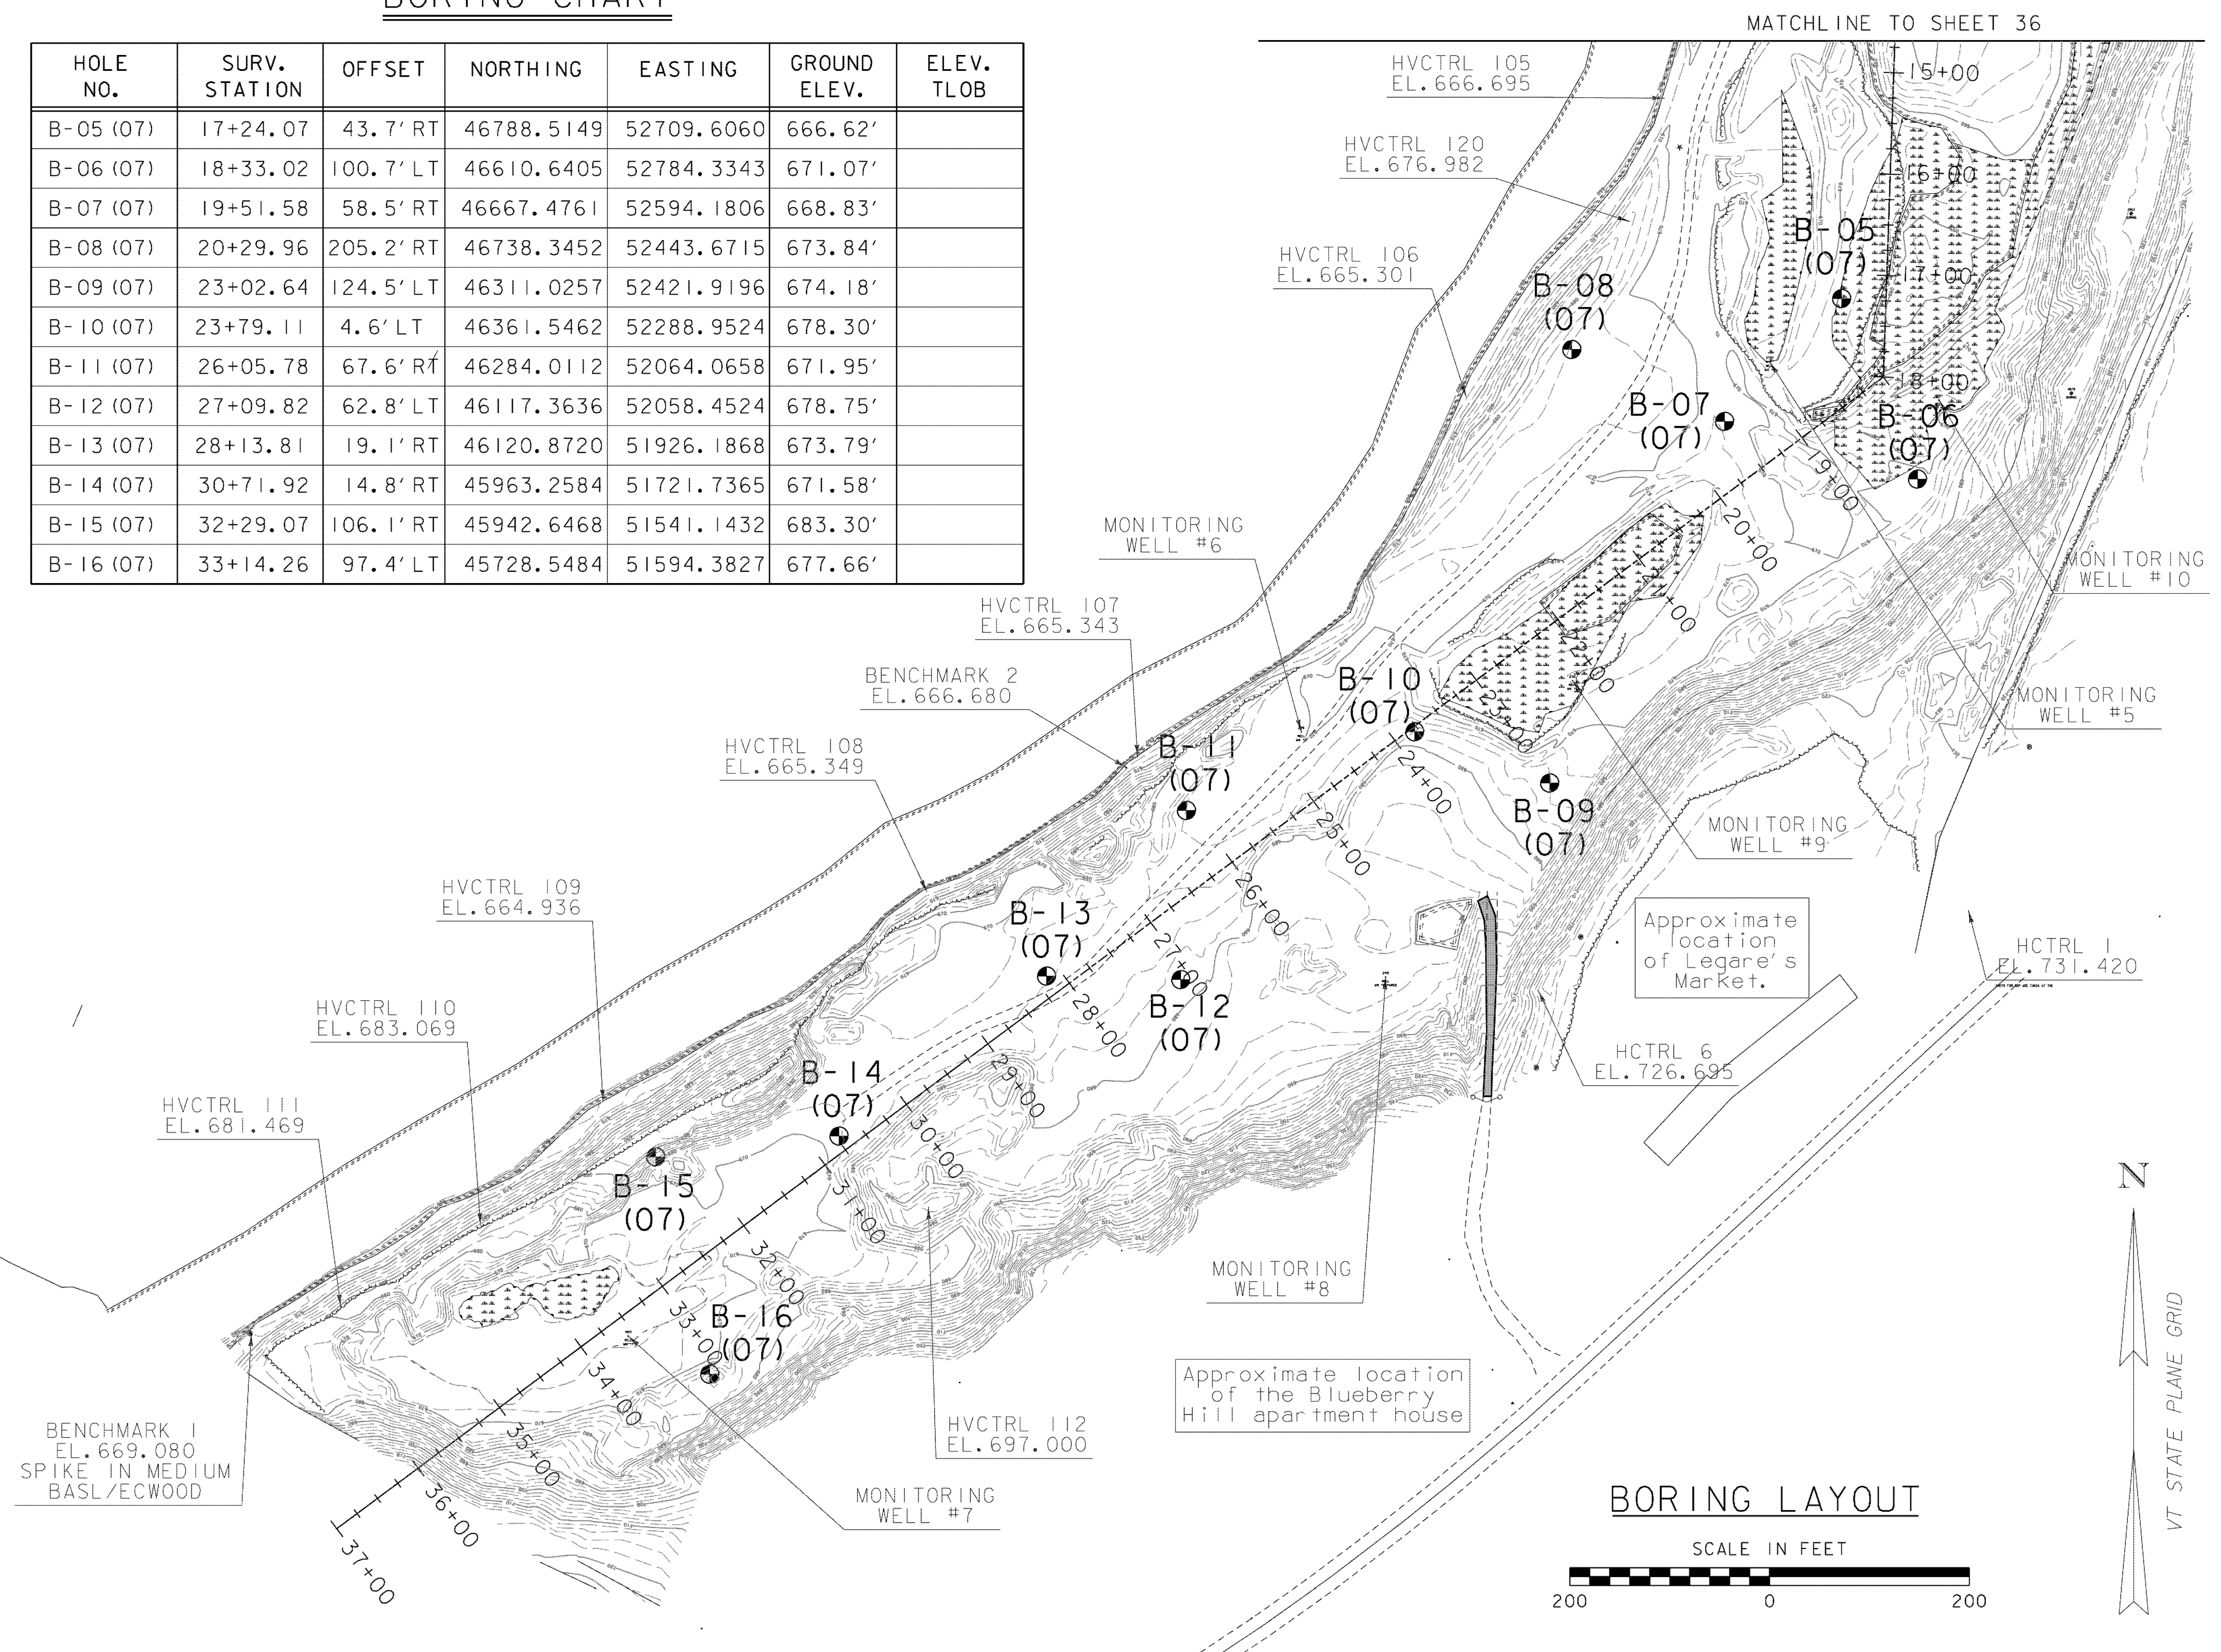 BORING CHART
HOLE NO. SURV. STATION OFFSET NORTHING EASTING GROUND ELEV. ELEV. TLOB
B-05 (07) 17+24.07 43.7' RT 46788.5149 52709.6060 666.62'
B-06 (07) 18+33.02 100.7' LT 46610.6405 52784.3343 671.07'
B-07 (07) 19+51.58 58.5' RT 46667.4761 52594.1806 668.83'
B-08 (07) 20+29.96 205.2' RT 46738.3452 52443.6715 673.84'
B-09 (07) 23+02.64 124.5' LT 46311.0257 52421.9196 674.18'
B-10 (07) 23+79.11 4.6' LT 46361.5462 52288.9524 678.30'
B-11 (07) 26+05.78 67.6' RT 46284.0112 52064.0658 671.95'
B-12 (07) 27+09.82 62.8' LT 46117.3636 52058.4524 678.75'
B-13 (07) 28+13.81 19.1' RT 46120.8720 51926.1868 673.79'
B-14 (07) 30+71.92 14.8' RT 45963.2584 51721.7365 671.58'
B-15 (07) 32+29.07 106.1' RT 45942.6468 51541.1432 683.30'
B-16 (07) 33+14.26 97.4' LT 45728.5484 51594.3827 677.66'
MATCHLINE TO SHEET 36
HVCTRL 105
EL.666.695
HVCTRL 120
EL.676.982
HVCTRL 106
EL.665.301
15+00
16+00
17+00
18+00
19+00
20+00
21+00
22+00
23+00
24+00
25+00
26+00
27+00
28+00
29+00
30+00
31+00
32+00
33+00
34+00
35+00
36+00
37+00
B-05
(07)
B-08
(07)
B-07
(07)
B-06
(07)
MONITORING
WELL #6
MONITORING
WELL #10
HVCTRL 107
EL.665.343
BENCHMARK 2
EL.666.680
B-10
(07)
MONITORING
WELL #5
HVCTRL 108
EL.665.349
B-11
(07)
B-09
(07)
MONITORING
WELL #9
HVCTRL 109
EL.664.936
B-13
(07)
B-12
(07)
Approximate
location
of Legare's
Market.
HCTRL 1
EL.731.420
HVCTRL 110
EL.683.069
HCTRL 6
EL.726.695
B-14
(07)
HVCTRL 111
EL.681.469
B-15
(07)
MONITORING
WELL #8
B-16
(07)
Approximate location
of the Blueberry
Hill apartment house
HVCTRL 112
EL.697.000
BENCHMARK 1
EL.669.080
SPIKE IN MEDIUM
BASL/ECWOOD
MONITORING
WELL #7
N
VT STATE PLANE GRID
BORING LAYOUT
SCALE IN FEET
200 0 200